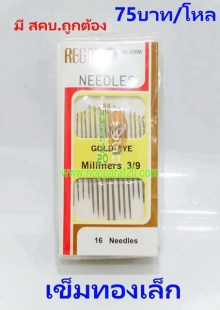 75บาท/โหล
มี สคบ.ถูกต้อง
NEEDLES
GOLD-EYE
20
Milliners 3/9
16 Needles
เข็มทองเล็ก